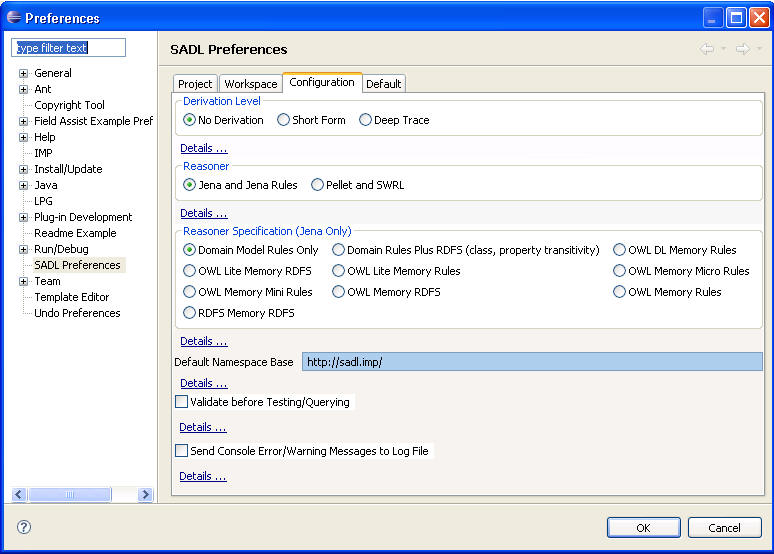 Preferences
type filter text
General
Ant
Copyright Tool
Field Assist Example Pref
Help
IMP
Install/Update
Java
LPG
Plug-in Development
Readme Example
Run/Debug
SADL Preferences
Team
Template Editor
Undo Preferences
SADL Preferences
Project Workspace Configuration Default
Derivation Level
No Derivation Short Form Deep Trace
Details ...
Reasoner
Jena and Jena Rules Pellet and SWRL
Details ...
Reasoner Specification (Jena Only)
Domain Model Rules Only Domain Rules Plus RDFS (class, property transitivity) OWL DL Memory Rules
OWL Lite Memory RDFS OWL Lite Memory Rules OWL Memory Micro Rules
OWL Memory Mini Rules OWL Memory RDFS OWL Memory Rules
RDFS Memory RDFS
Details ...
Default Namespace Base http://sadl.imp/
Details ...
Validate before Testing/Querying
Details ...
Send Console Error/Warning Messages to Log File
Details ...
? OK Cancel